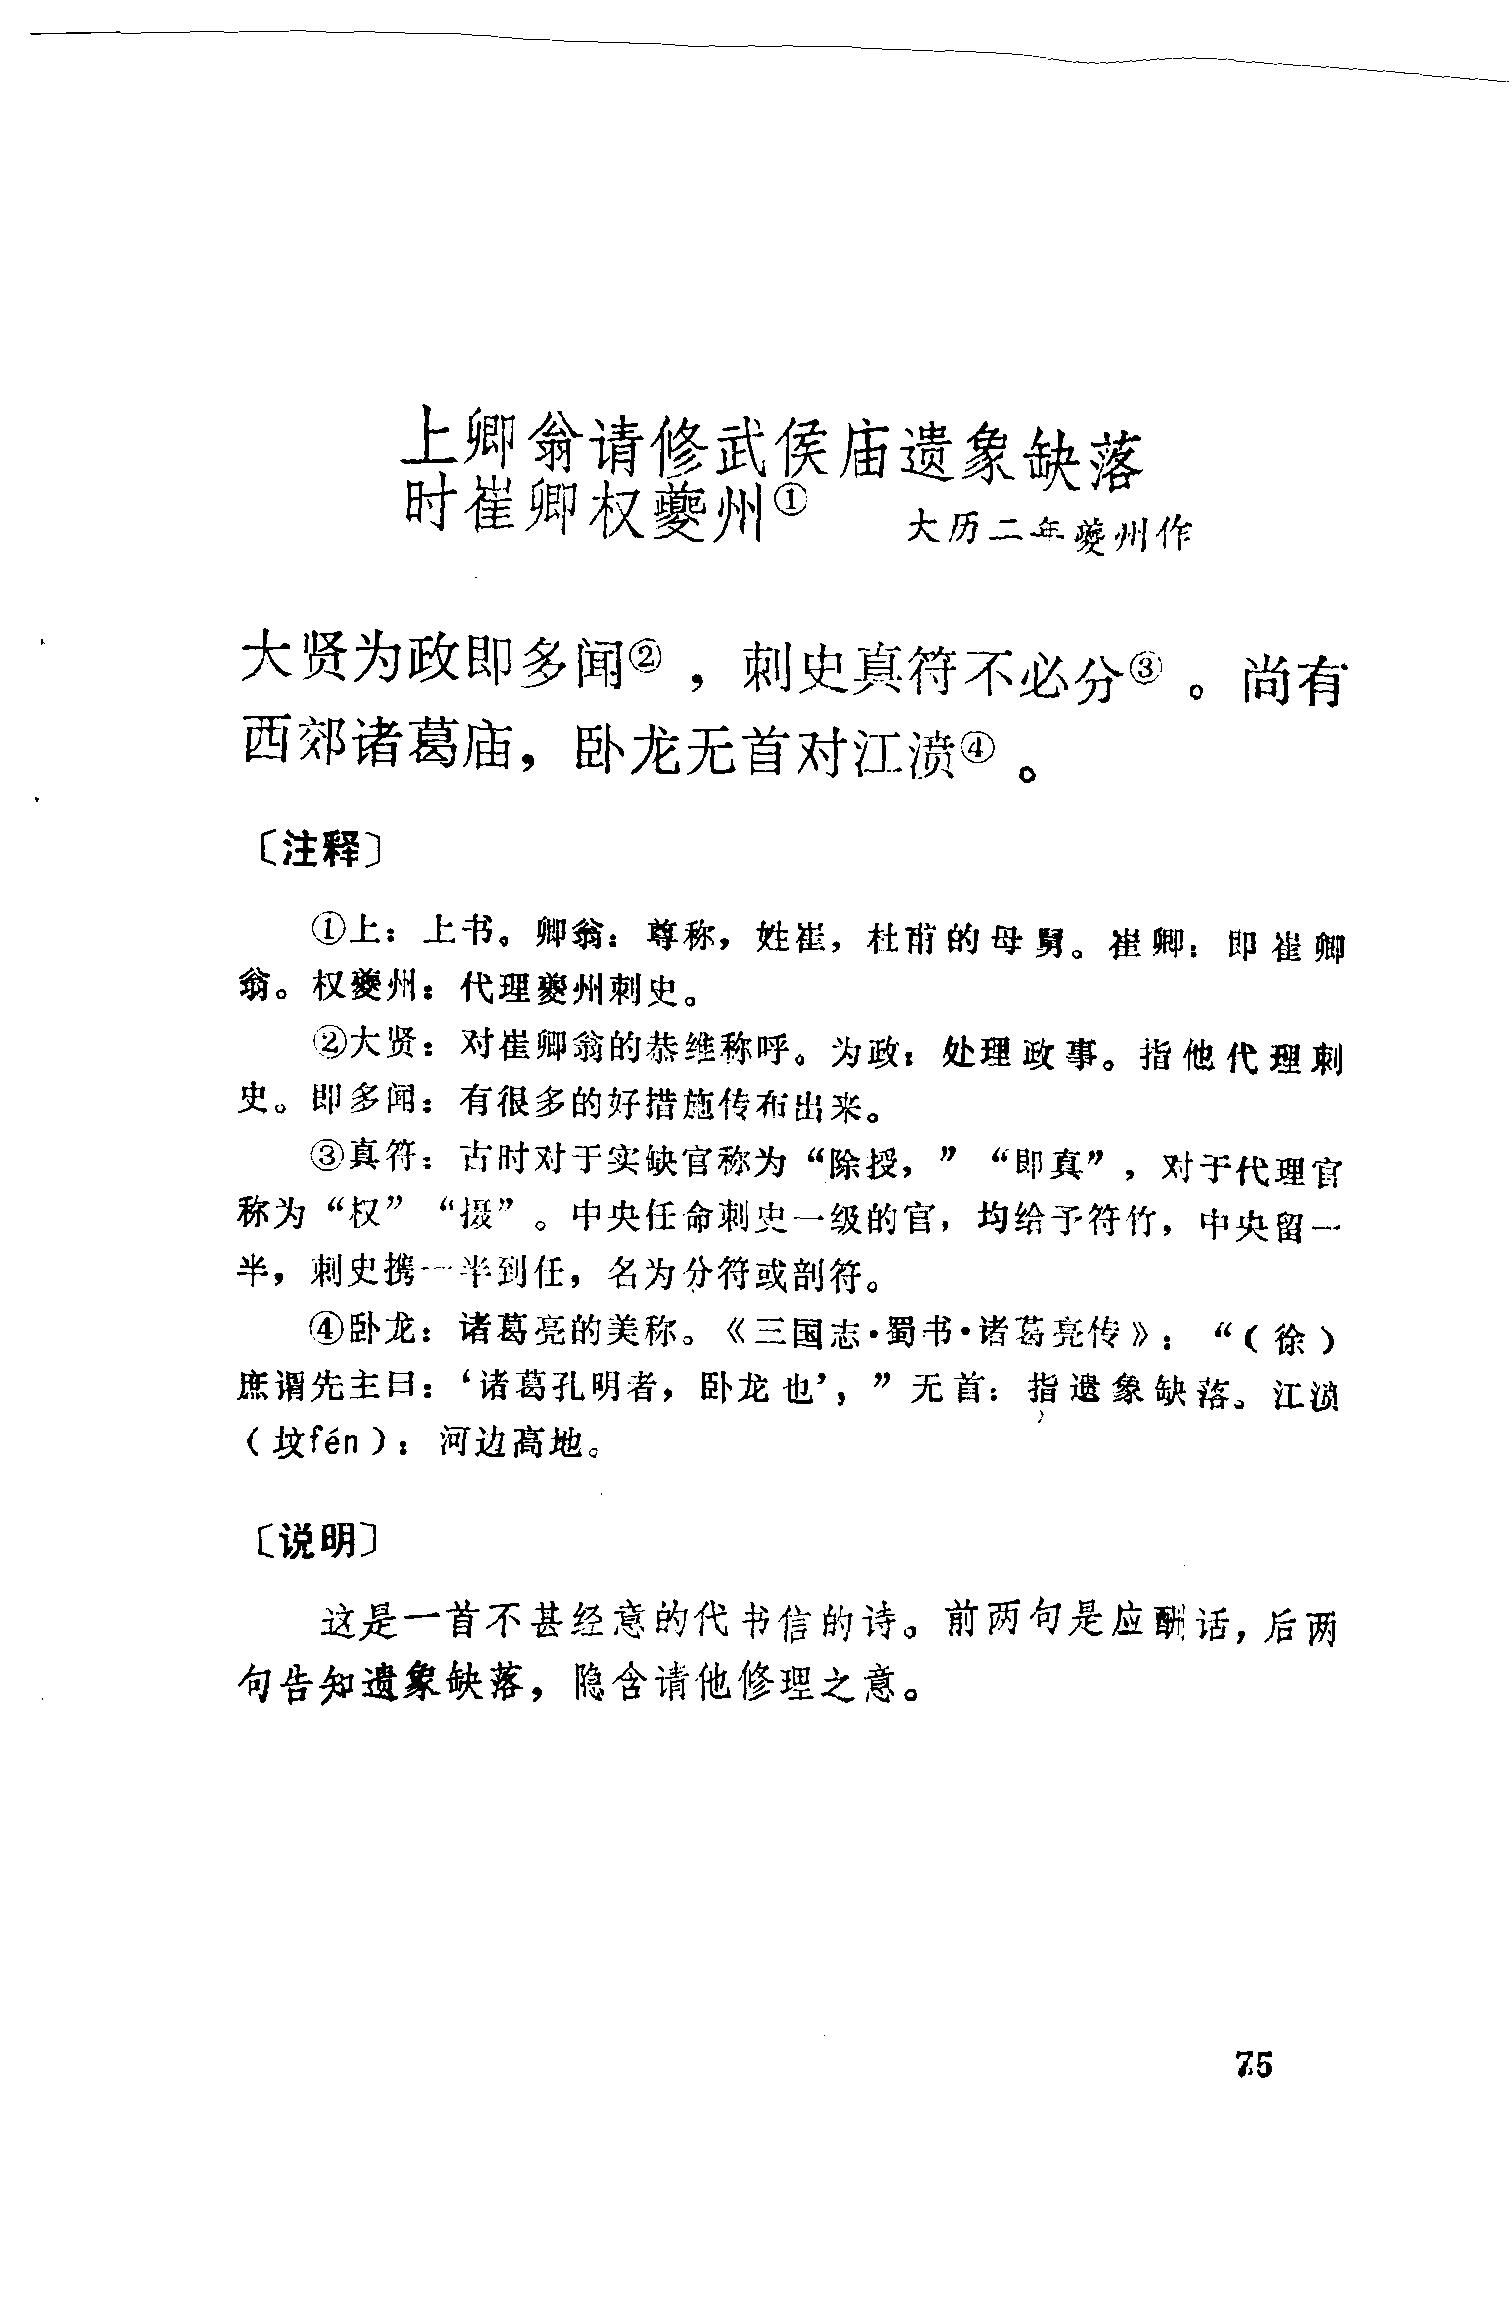 上卿翁请修武侯庙遗象缺落
时崔卿权夔州① 大历二年夔州作
大贤为政即多闻②，刺史真符不必分③。尚有
西郊诸葛庙，卧龙无首对江濆④。
〔注释〕
①上：上书。卿翁：尊称，姓崔，杜甫的母舅。崔卿：即崔卿
翁。权夔州：代理夔州刺史。
②大贤：对崔卿翁的恭维称呼。为政：处理政事。指他代理刺
史。即多闻：有很多的好措施传布出来。
③真符：古时对于实缺官称为“除授，”“即真”，对于代理官
称为“权”“摄”。中央任命刺史一级的官，均给予符竹，中央留一
半，刺史携一半到任，名为分符或剖符。
④卧龙：诸葛亮的美称。《三国志·蜀书·诸葛亮传》：“（徐）
庶谓先主曰：‘诸葛孔明者，卧龙也’，”无首：指遗象缺落。江濆
（坟fén）：河边高地。
〔说明〕
这是一首不甚经意的代书信的诗。前两句是应酬话，后两
句告知遗象缺落，隐含请他修理之意。
75